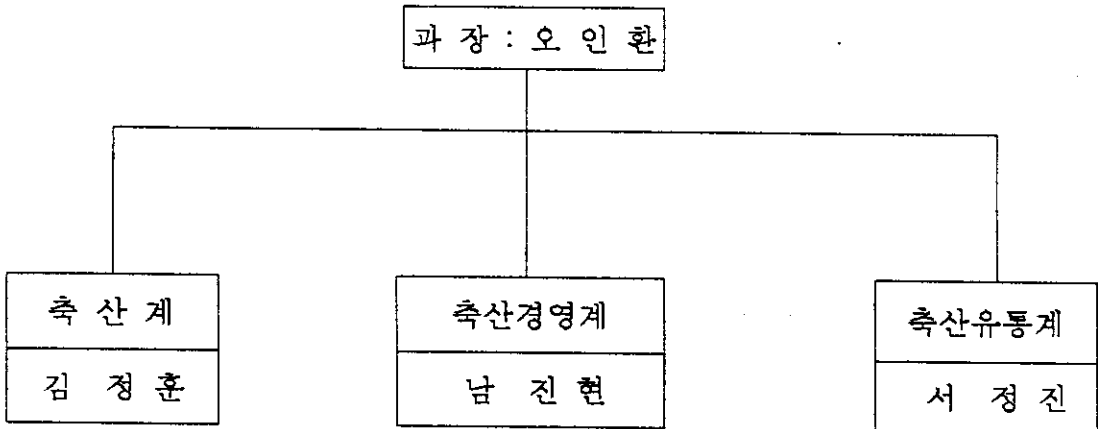 과 장 : 오 인 환
축 산 계
김 정 훈
축산경영계
남 진 현
축산유통계
서 정 진